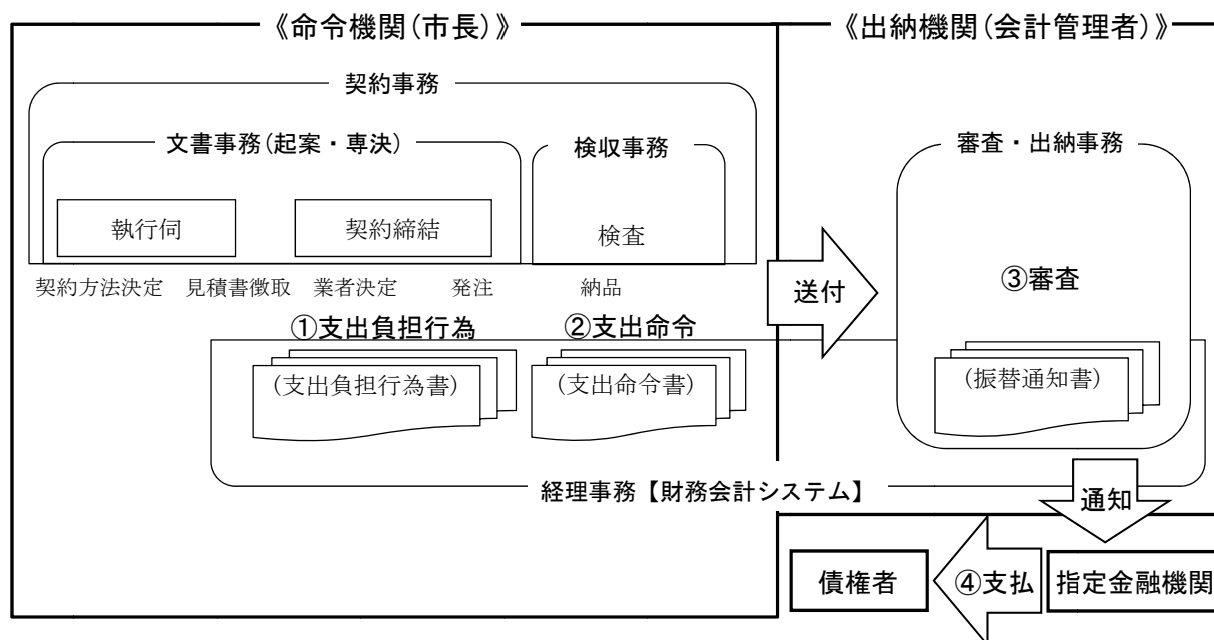 《命令機関(市長)》
《出納機関(会計管理者)》
契約事務
文書事務(起案・専決)
検収事務
審査・出納事務
執行伺
契約締結
検査
契約方法決定
見積書徴取
業者決定
発注
納品
送付
③審査
①支出負担行為
②支出命令
(支出負担行為書)
(支出命令書)
(振替通知書)
経理事務【財務会計システム】
通知
債権者
④支払
指定金融機関